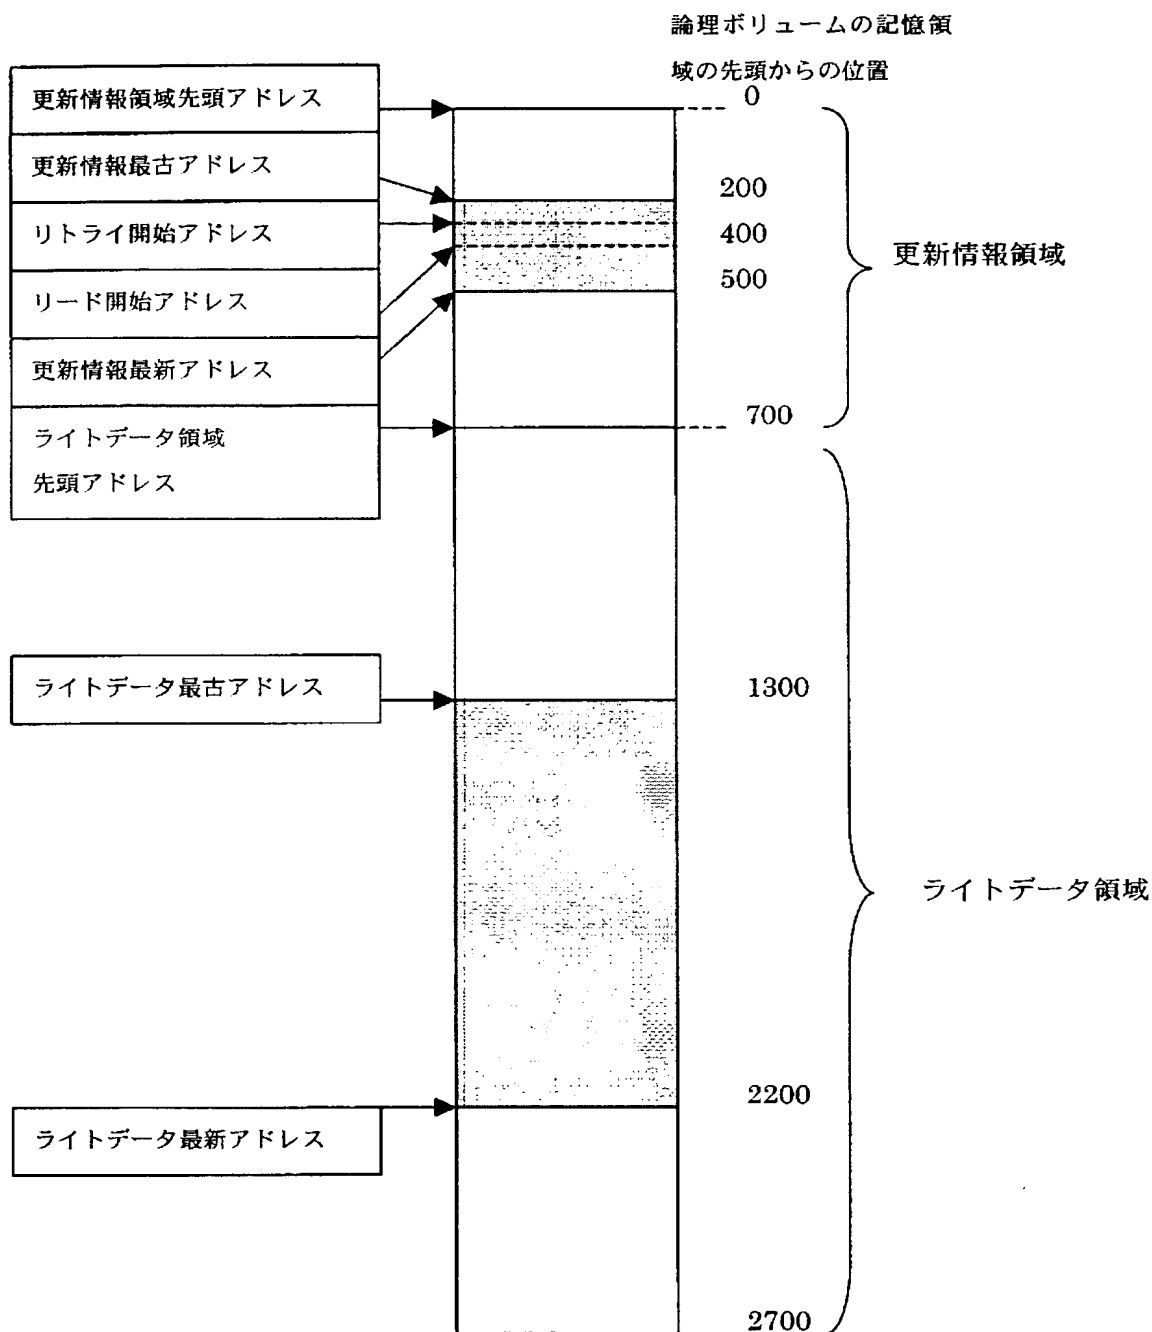 論理ボリュームの記憶領
域の先頭からの位置
更新情報領域先頭アドレス
更新情報最古アドレス
リトライ開始アドレス
リード開始アドレス
更新情報最新アドレス
ライトデータ領域
先頭アドレス
0
200
400
500
700
更新情報領域
ライトデータ最古アドレス
1300
ライトデータ領域
ライトデータ最新アドレス
2200
2700